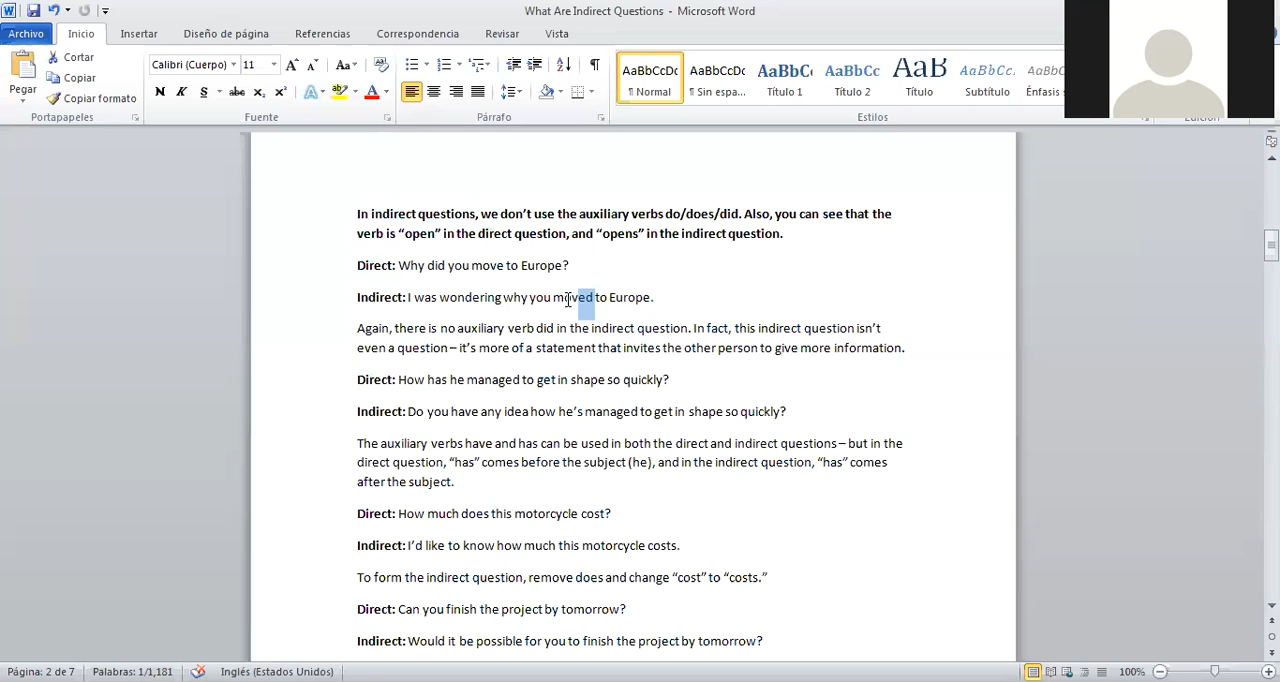 What Are Indirect Questions - Microsoft Word
Archivo Inicio Insertar Diseño de página Referencias Correspondencia Revisar Vista
Cortar
Copiar
Copiar formato
Pegar
Portapapeles
Calibri (Cuerpo) 11
Fuente
Párrafo
AaBbCcDc AaBbCcDc AaBbC AaBbCc AaB AaBbCc. AaBbC
¶ Normal ¶ Sin espa... Título 1 Título 2 Título Subtítulo Énfasis
Estilos
Edición
In indirect questions, we don’t use the auxiliary verbs do/does/did. Also, you can see that the
verb is “open” in the direct question, and “opens” in the indirect question.
Direct: Why did you move to Europe?
Indirect: I was wondering why you moved to Europe.
Again, there is no auxiliary verb did in the indirect question. In fact, this indirect question isn’t
even a question – it’s more of a statement that invites the other person to give more information.
Direct: How has he managed to get in shape so quickly?
Indirect: Do you have any idea how he’s managed to get in shape so quickly?
The auxiliary verbs have and has can be used in both the direct and indirect questions – but in the
direct question, “has” comes before the subject (he), and in the indirect question, “has” comes
after the subject.
Direct: How much does this motorcycle cost?
Indirect: I’d like to know how much this motorcycle costs.
To form the indirect question, remove does and change “cost” to “costs.”
Direct: Can you finish the project by tomorrow?
Indirect: Would it be possible for you to finish the project by tomorrow?
Página: 2 de 7 Palabras: 1/1,181 Inglés (Estados Unidos) 100%